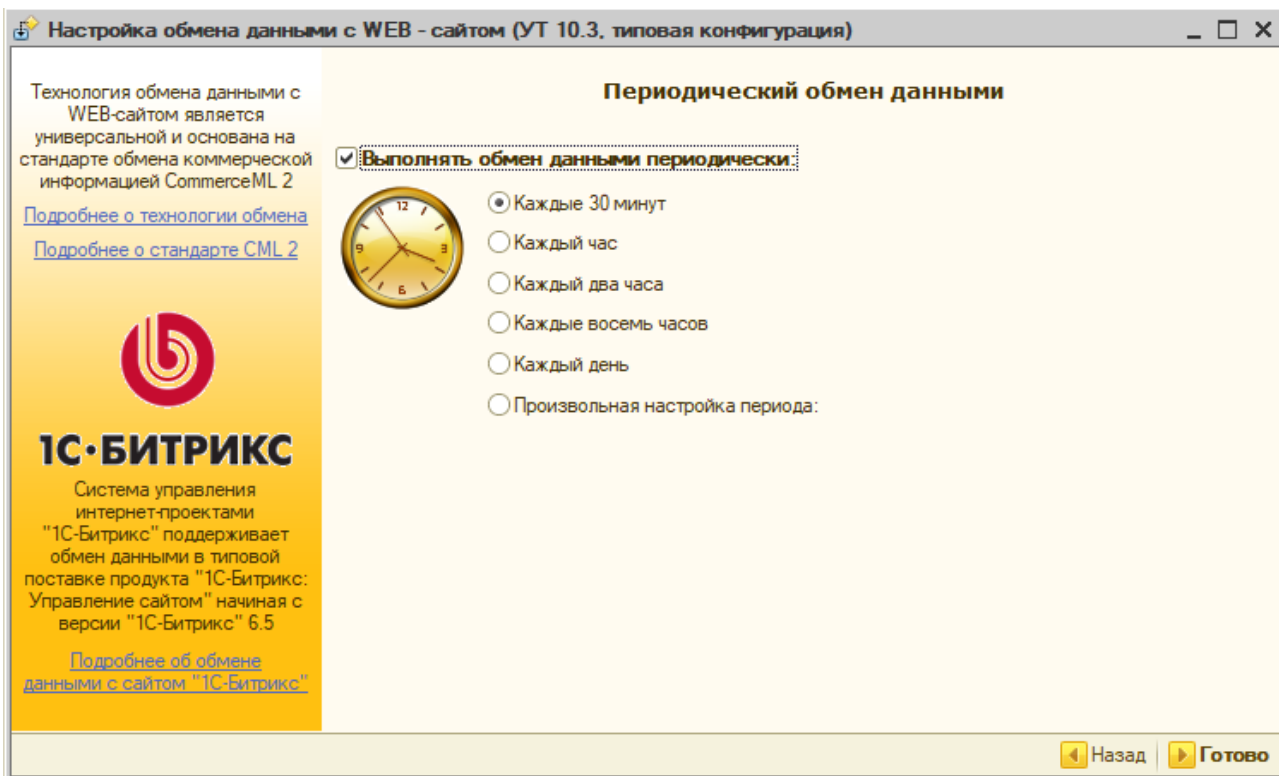 Настройка обмена данными с WEB - сайтом (УТ 10.3, типовая конфигурация)
Технология обмена данными с
WEB-сайтом является
универсальной и основана на
стандарте обмена коммерческой
информацией CommerceML 2
Подробнее о технологии обмена
Подробнее о стандарте CML 2
1С·БИТРИКС
Система управления
интернет-проектами
"1С-Битрикс" поддерживает
обмен данными в типовой
поставке продукта "1С-Битрикс:
Управление сайтом" начиная с
версии "1С-Битрикс" 6.5
Подробнее об обмене
данными с сайтом "1С-Битрикс"
Периодический обмен данными
Выполнять обмен данными периодически:
12
9
3
6
Каждые 30 минут
Каждый час
Каждый два часа
Каждые восемь часов
Каждый день
Произвольная настройка периода:
Назад
Готово